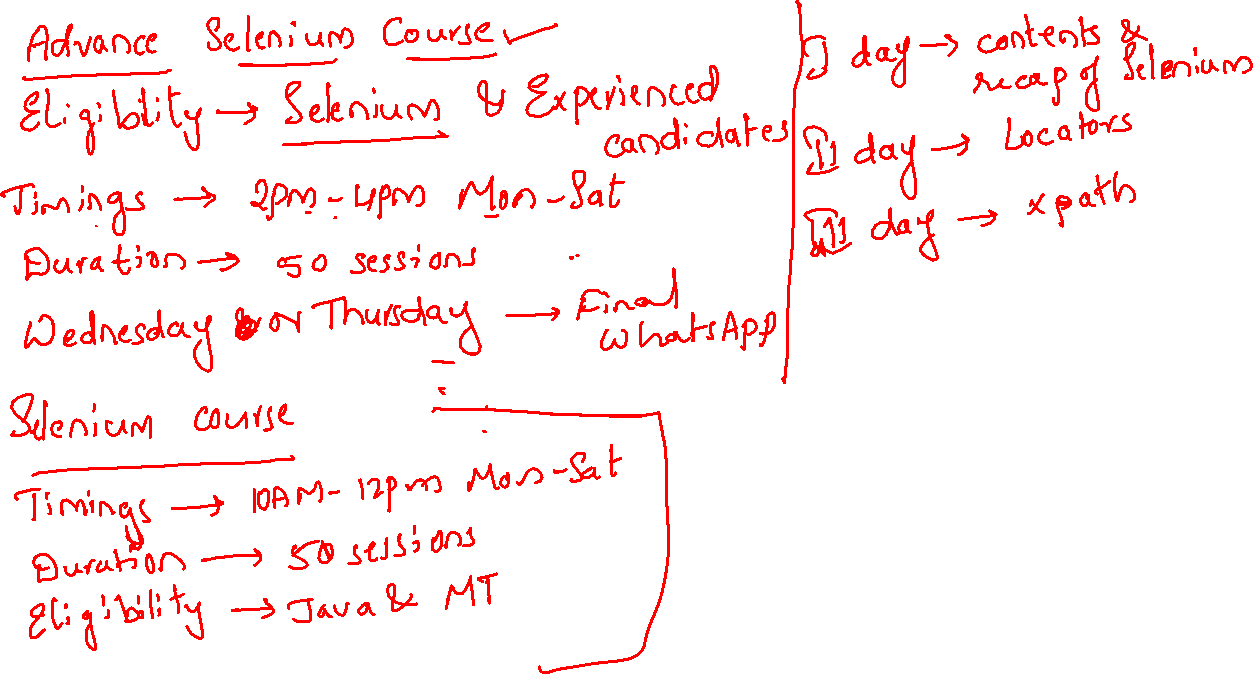 Advance Selenium Course
Eligibility → Selenium & Experienced
candidates
Timings → 2pm - 4pm Mon-Sat
Duration → 50 sessions
Wednesday or Thursday → Final
WhatsApp
Selenium course
Timings → 10AM - 12pm Mon-Sat
Duration → 50 sessions
Eligibility → Java & MT
I day → contents &
recap of Selenium
II day → Locators
III day → xpath